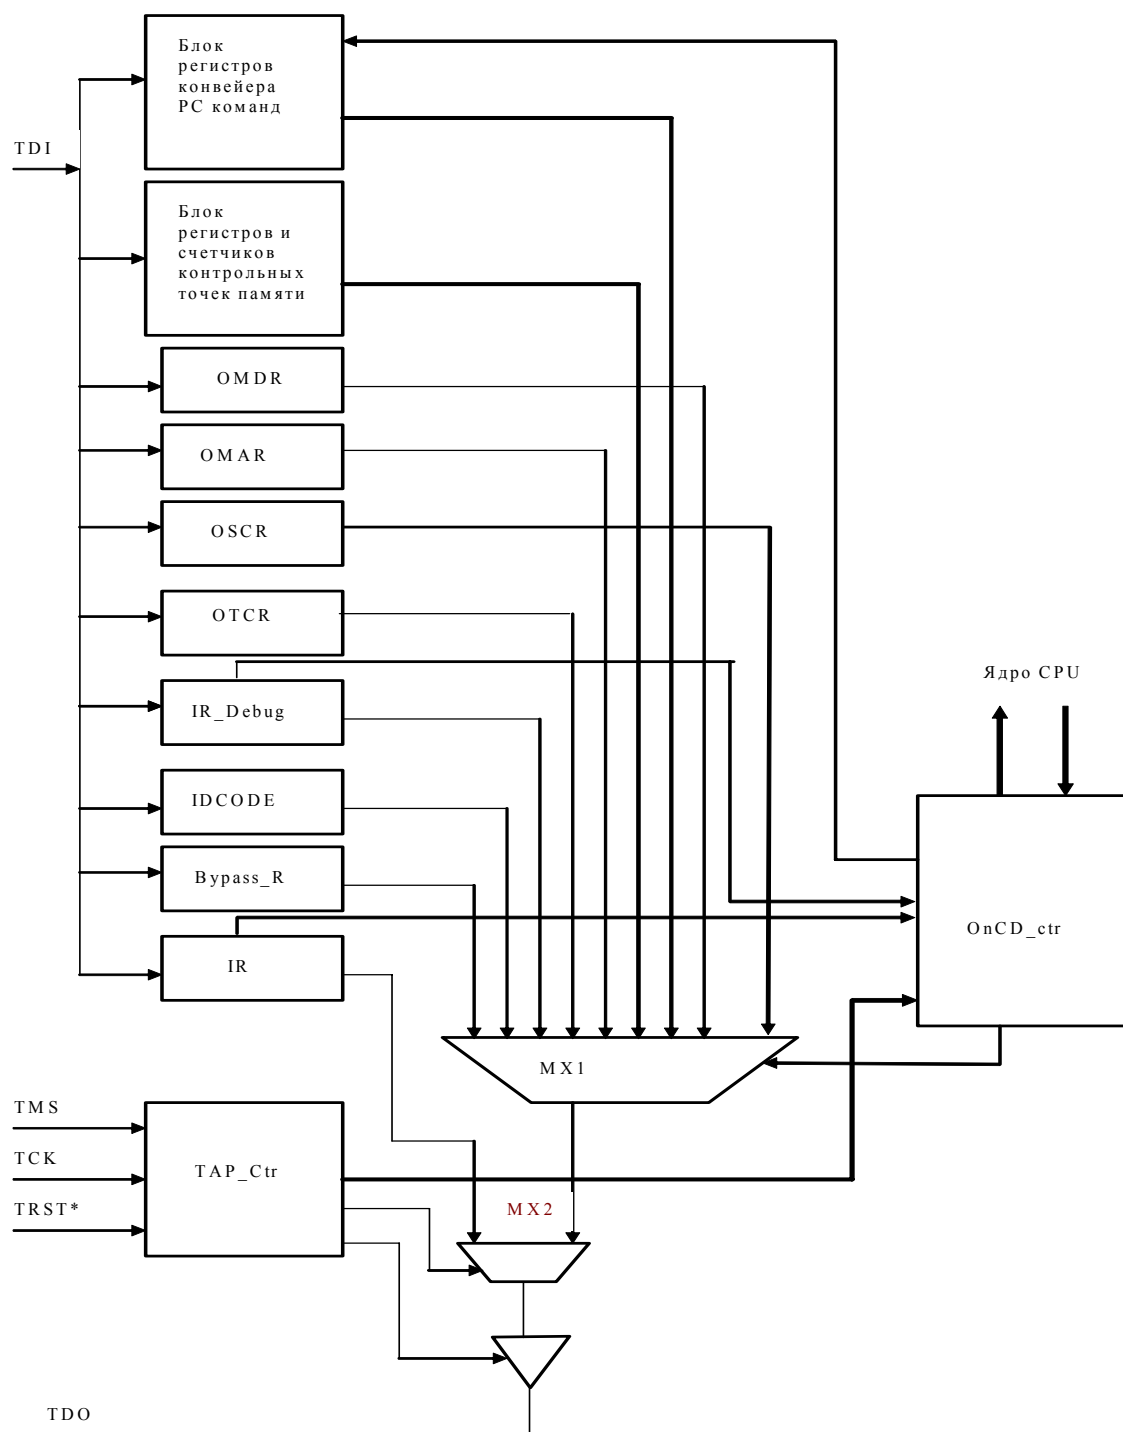 Блок
регистров
конвейера
PC команд
TDI
Блок
регистров и
счетчиков
контрольных
точек памяти
OMDR
OMAR
OSCR
OTCR
Ядро CPU
IR_Debug
IDCODE
Bypass_R
OnCD_ctr
IR
MX1
TMS
TCK
TRST*
TAP_Ctr
MX2
TDO